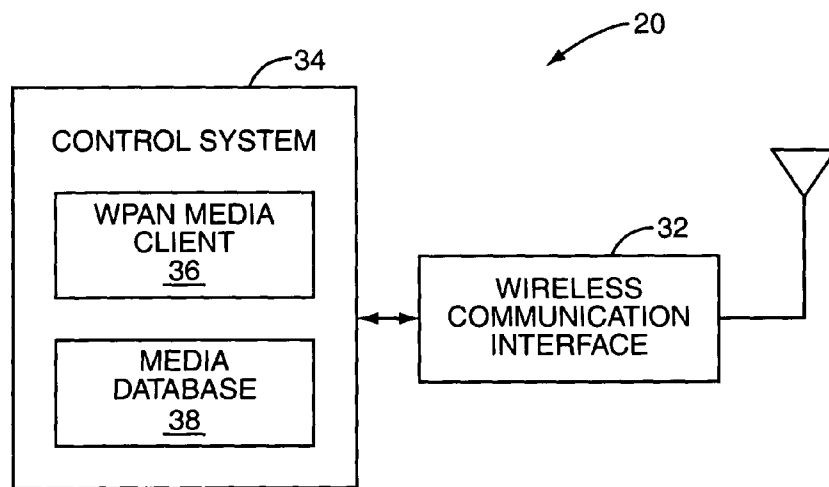 20
34
CONTROL SYSTEM
WPAN MEDIA
CLIENT
36
MEDIA
DATABASE
38
32
WIRELESS
COMMUNICATION
INTERFACE